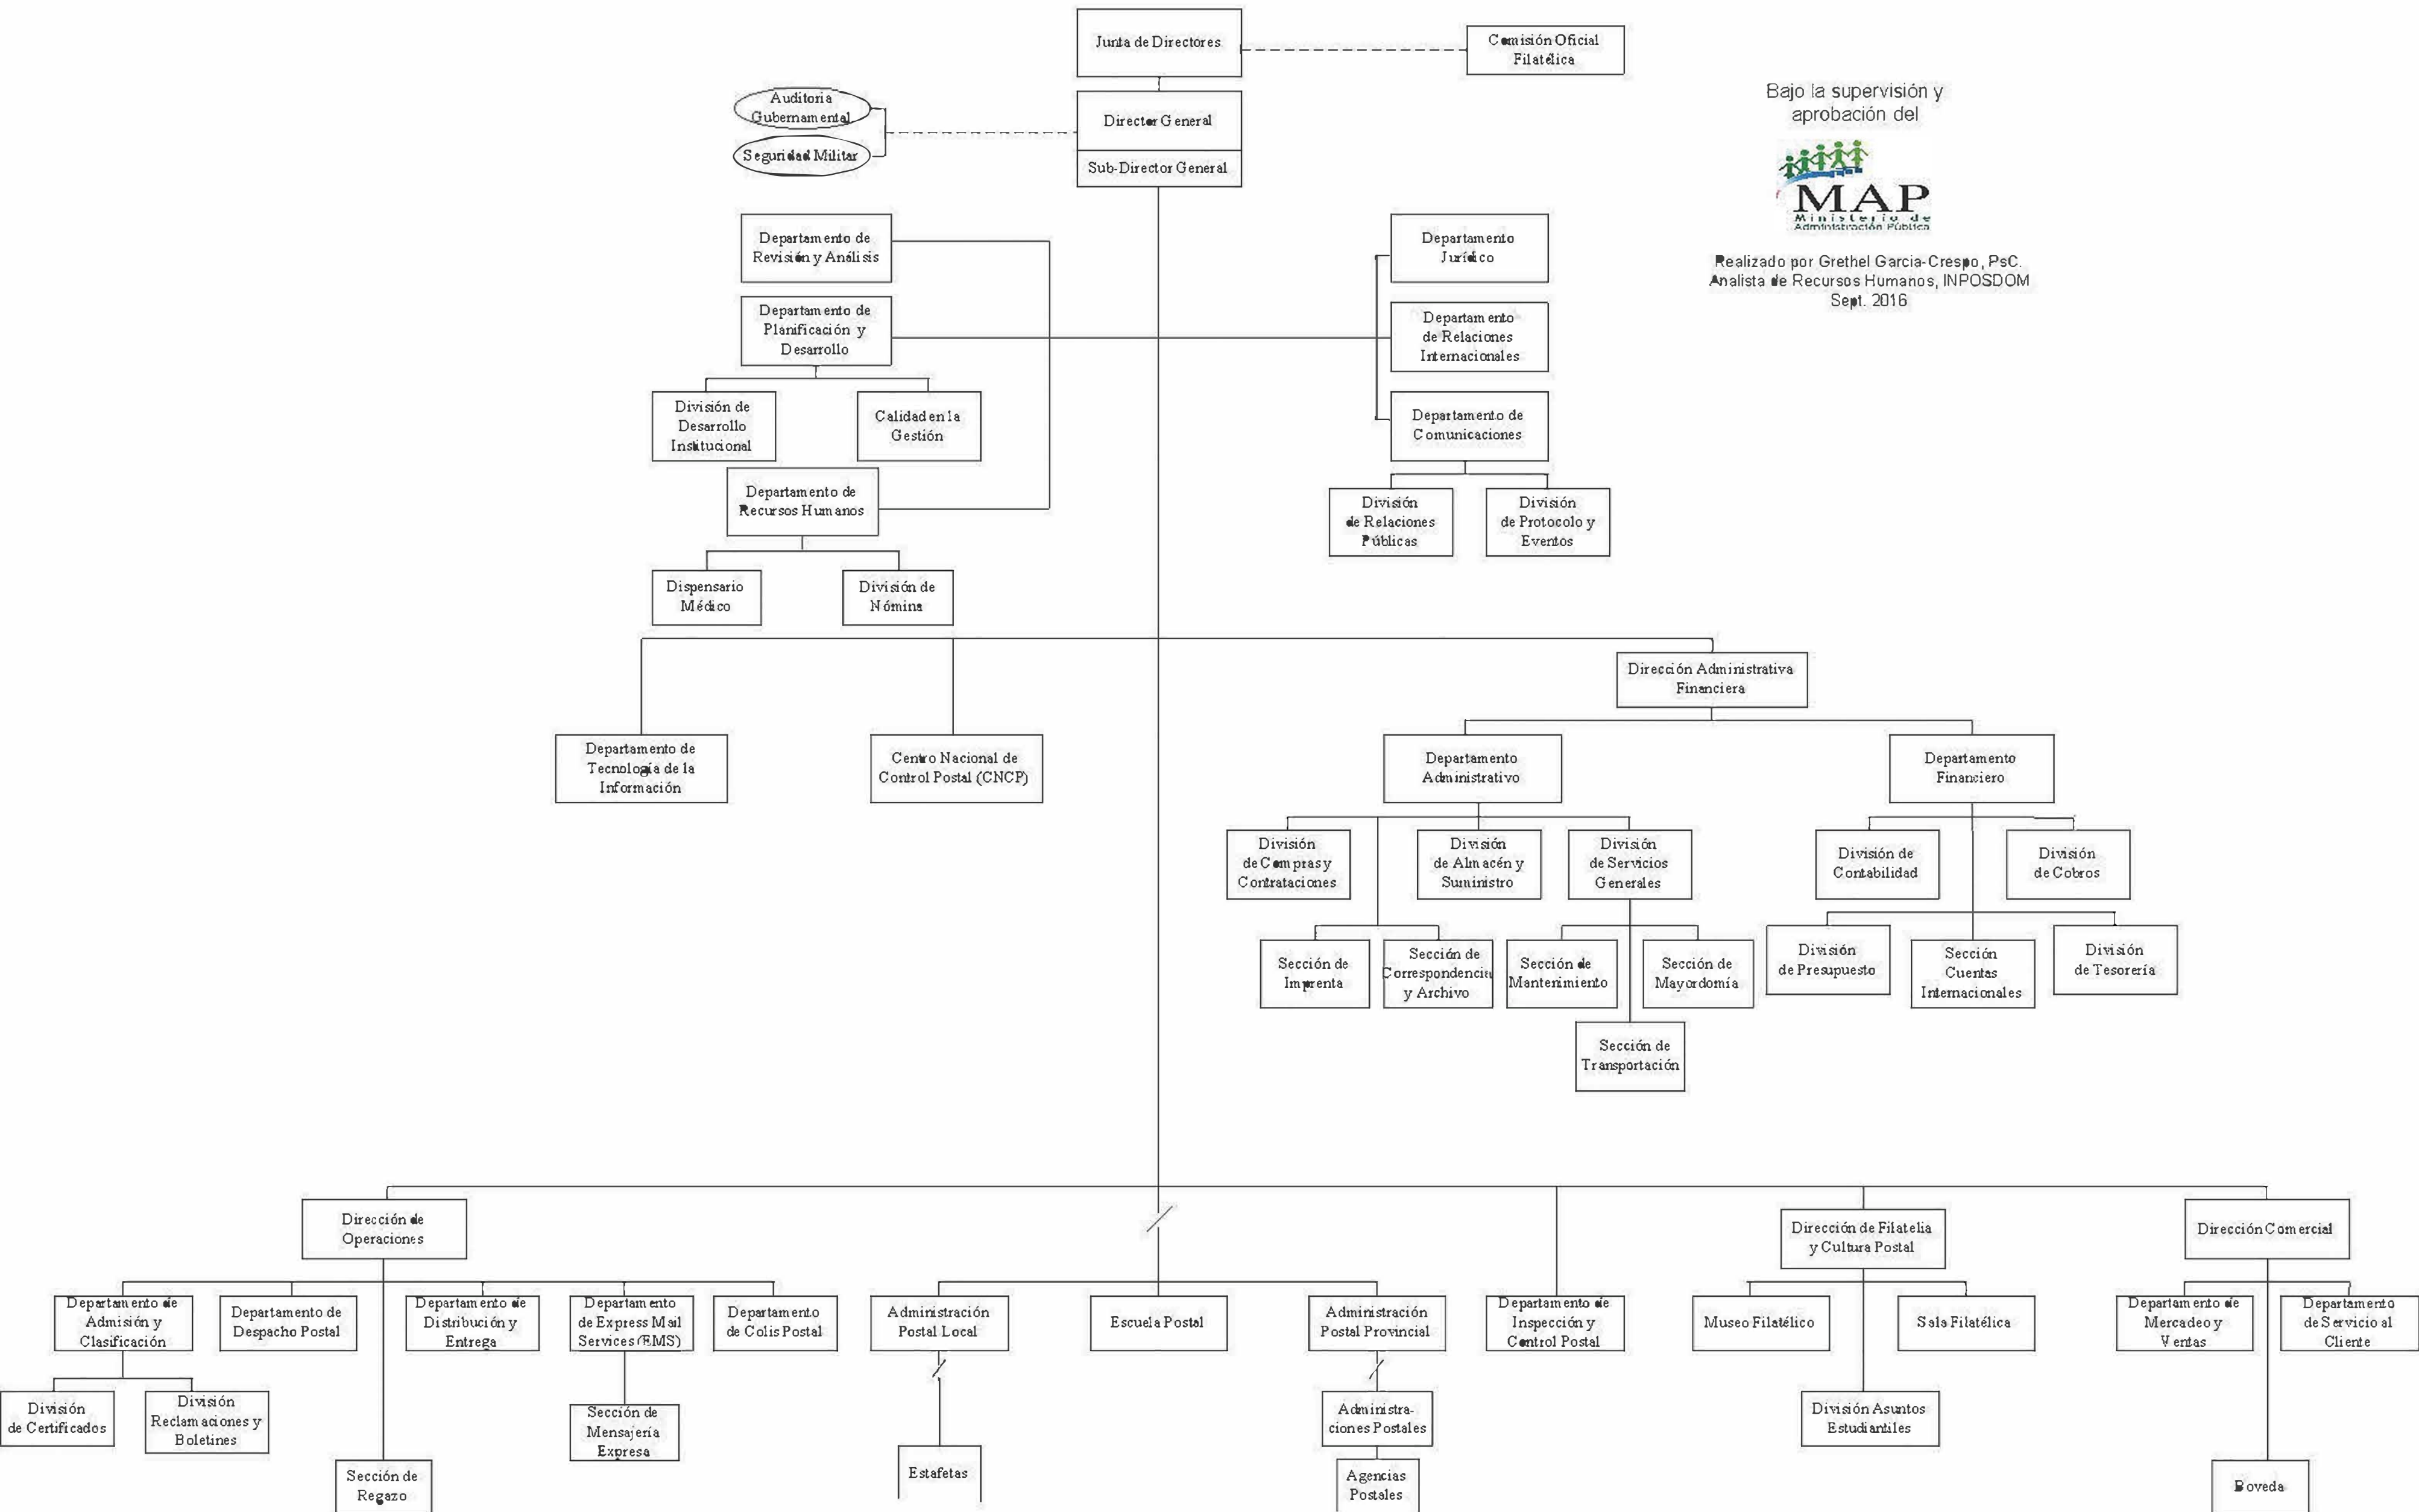 Junta de Directores
Comisión Oficial
Filatélica
Auditoria
Gubernamental
Seguridad Militar
Director General
Sub-Director General
Bajo la supervisión y
aprobación del
MAP
Ministerio de
Administración Pública
Realizado por Grethel Garcia-Crespo, PsC.
Analista de Recursos Humanos, INPOSDOM
Sept. 2016
Departamento de
Revisión y Análisis
Departamento
Jurídico
Departamento de
Planificación y
Desarrollo
Departamento
de Relaciones
Internacionales
División de
Desarrollo
Institucional
Calidad en la
Gestión
Departamento de
Comunicaciones
Departamento de
Recursos Humanos
División
de Relaciones
Públicas
División
de Protocolo y
Eventos
Dispensario
Médico
División de
Nómina
Dirección Administrativa
Financiera
Departamento de
Tecnología de la
Información
Centro Nacional de
Control Postal (CNCP)
Departamento
Administrativo
Departamento
Financiero
División
de Compras y
Contrataciones
División
de Almacén y
Suministro
División
de Servicios
Generales
División de
Contabilidad
División
de Cobros
Sección de
Imprenta
Sección de
Correspondencia
y Archivo
Sección de
Mantenimiento
Sección de
Mayordomía
División
de Presupuesto
Sección
Cuentas
Internacionales
División
de Tesorería
Sección de
Transportación
Dirección de
Operaciones
Dirección de Filatelia
y Cultura Postal
Dirección Comercial
Departamento de
Admisión y
Clasificación
Departamento de
Despacho Postal
Departamento de
Distribución y
Entrega
Departamento
de Express Mail
Services (EMS)
Departamento
de Colis Postal
Administración
Postal Local
Escuela Postal
Administración
Postal Provincial
Departamento de
Inspección y
Control Postal
Museo Filatélico
Sala Filatélica
Departamento de
Mercadeo y
Ventas
Departamento
de Servicio al
Cliente
División
de Certificados
División
Reclamaciones y
Boletines
Sección de
Mensajería
Expresa
Administra-
ciones Postales
División Asuntos
Estudiantiles
Sección de
Regazo
Estafetas
Agencias
Postales
Boveda